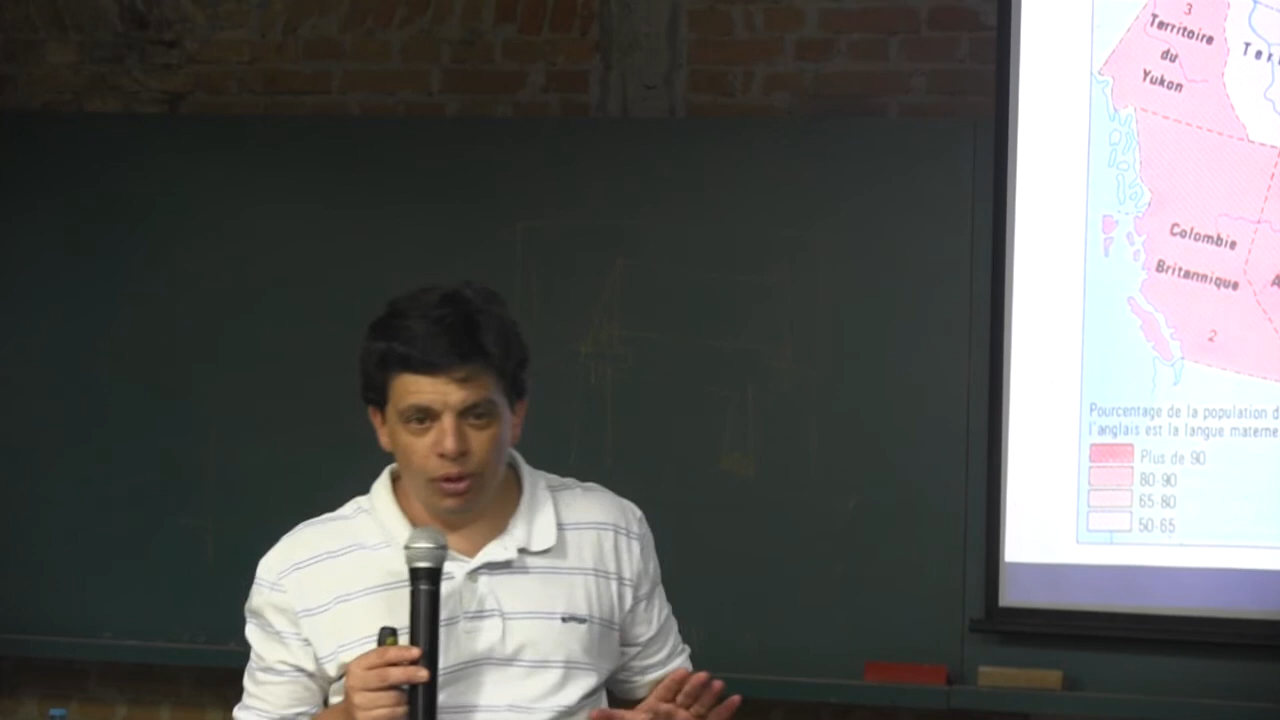 3
Territoire
du
Yukon
Ter
Colombie
Britannique
A
2
Pourcentage de la population d
l'anglais est la langue materne
Plus de 90
80-90
65-80
50-65